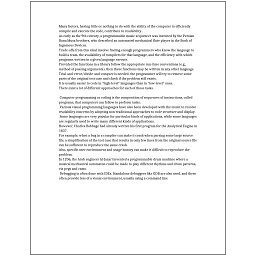 Many factors, having little or nothing to do with the ability of the computer to efficiently
compile and execute the code, contribute to readability.
As early as the 9th century, a programmable music sequencer was invented by the Persian
Banu Musa brothers, who described an automated mechanical flute player in the Book of
Ingenious Devices.
Trade-offs from this ideal involve finding enough programmers who know the language to
build a team, the availability of compilers for that language, and the efficiency with which
programs written in a given language execute.
Provided the functions in a library follow the appropriate run-time conventions (e.g.,
method of passing arguments), then these functions may be written in any other language.
Trial-and-error/divide-and-conquer is needed: the programmer will try to remove some
parts of the original test case and check if the problem still exists.
It is usually easier to code in "high-level" languages than in "low-level" ones.
There exist a lot of different approaches for each of those tasks.

Computer programming or coding is the composition of sequences of instructions, called
programs, that computers can follow to perform tasks.
Various visual programming languages have also been developed with the intent to resolve
readability concerns by adopting non-traditional approaches to code structure and display.
Some languages are very popular for particular kinds of applications, while some languages
are regularly used to write many different kinds of applications.
However, Charles Babbage had already written his first program for the Analytical Engine in
1837.
For example, when a bug in a compiler can make it crash when parsing some large source
file, a simplification of the test case that results in only few lines from the original source file
can be sufficient to reproduce the same crash.
Also, specific user environment and usage history can make it difficult to reproduce the
problem.
In 1206, the Arab engineer Al-Jazari invented a programmable drum machine where a
musical mechanical automaton could be made to play different rhythms and drum patterns,
via pegs and cams.
Debugging is often done with IDEs. Standalone debuggers like GDB are also used, and these
often provide less of a visual environment, usually using a command line.